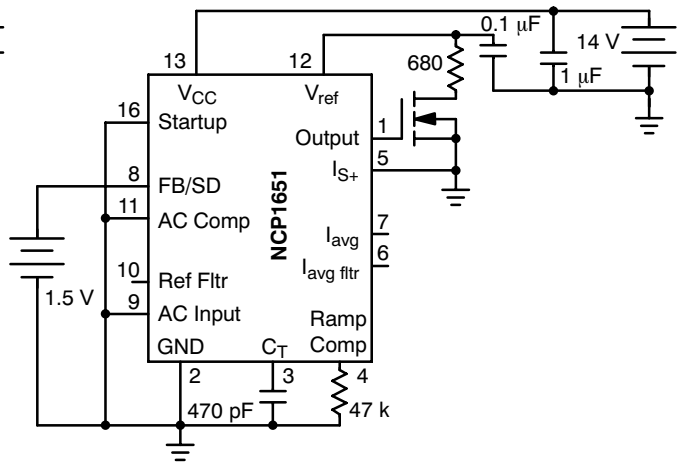 0.1 µF
14 V
13
12
680
1 µF
VCC
Vref
16
Startup
Output
1
IS+
5
8
FB/SD
11
AC Comp
NCP1651
Iavg
7
Iavg fltr
6
10
Ref Fltr
1.5 V
9
AC Input
Ramp
Comp
GND
CT
2
3
4
470 pF
47 k